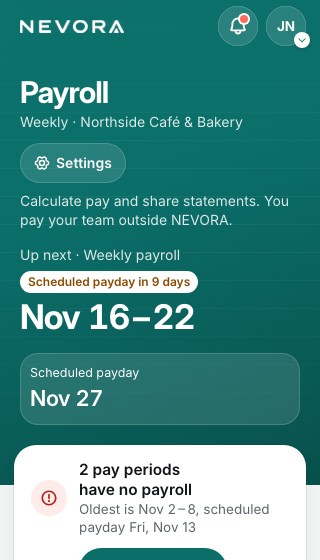 NEVORA
JN
Payroll
Weekly · Northside Café & Bakery
Settings
Calculate pay and share statements. You
pay your team outside NEVORA.
Up next · Weekly payroll
Scheduled payday in 9 days
Nov 16–22
Scheduled payday
Nov 27
2 pay periods
have no payroll
Oldest is Nov 2–8, scheduled
payday Fri, Nov 13